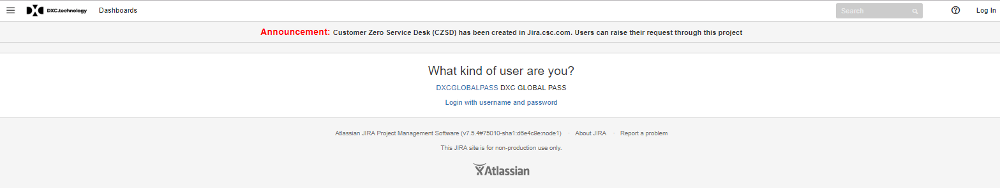 DXC.technology Dashboards Search Log In
Announcement: Customer Zero Service Desk (CZSD) has been created in Jira.csc.com. Users can raise their request through this project
What kind of user are you?
DXCGLOBALPASS DXC GLOBAL PASS
Login with username and password
Atlassian JIRA Project Management Software (v7.5.4#75010-sha1:d6e4c9e:node1) · About JIRA · Report a problem
This JIRA site is for non-production use only.
Atlassian